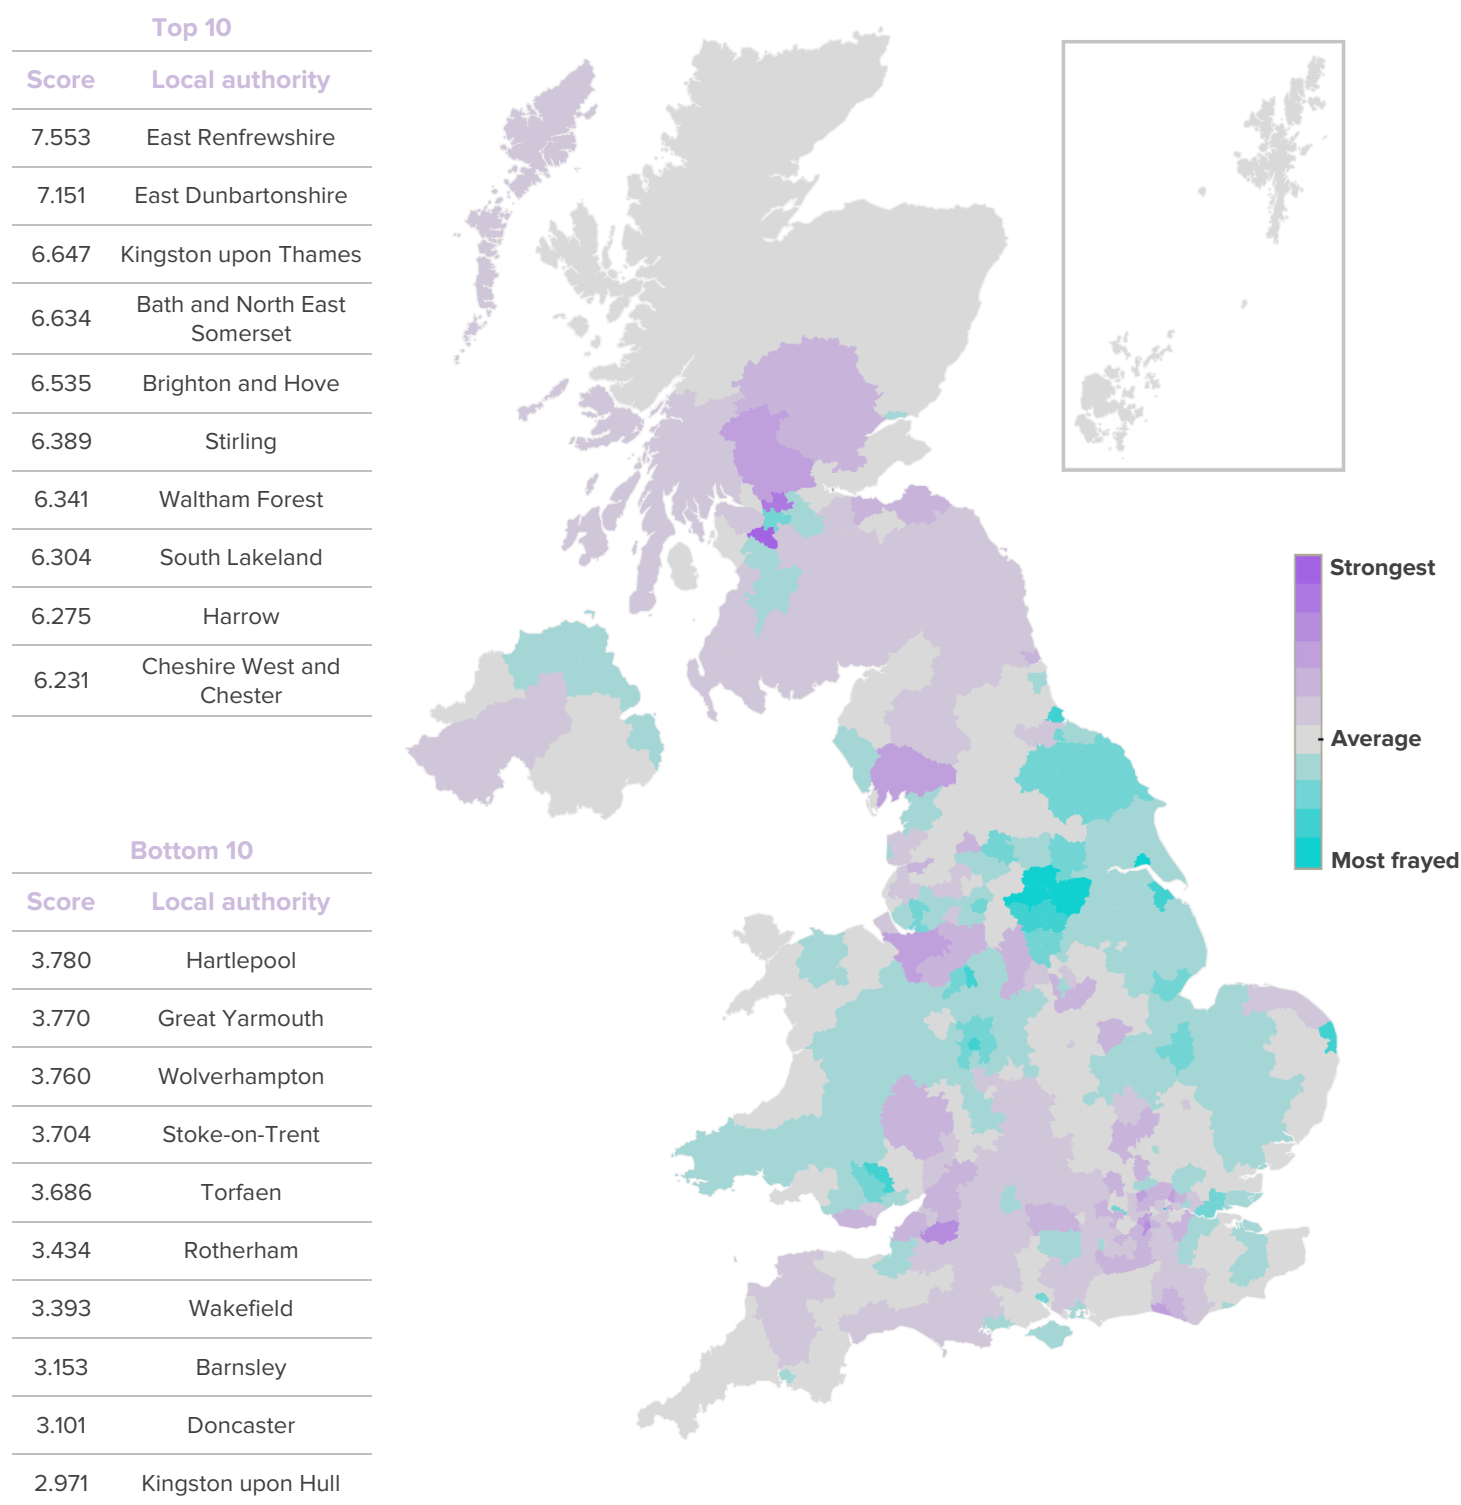 Top 10
Score Local authority
7.553 East Renfrewshire
7.151 East Dunbartonshire
6.647 Kingston upon Thames
6.634 Bath and North East
Somerset
6.535 Brighton and Hove
6.389 Stirling
6.341 Waltham Forest
6.304 South Lakeland
6.275 Harrow
6.231 Cheshire West and
Chester
Bottom 10
Score Local authority
3.780 Hartlepool
3.770 Great Yarmouth
3.760 Wolverhampton
3.704 Stoke-on-Trent
3.686 Torfaen
3.434 Rotherham
3.393 Wakefield
3.153 Barnsley
3.101 Doncaster
2.971 Kingston upon Hull
Strongest
- Average
Most frayed